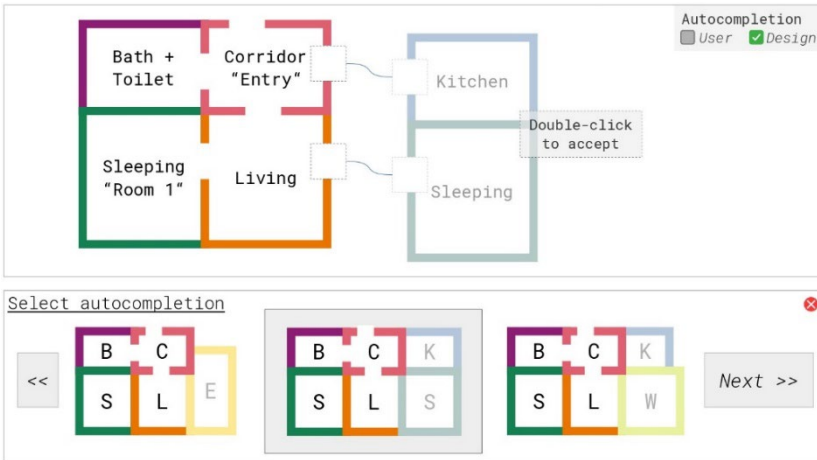 Autocompletion
User Design
Bath +
Toilet
Corridor
“Entry“
Kitchen
Double-click
to accept
Sleeping
“Room 1“
Living
Sleeping
Select autocompletion
B C
S L E
B C K
S L S
B C K
S L W
<<
Next >>